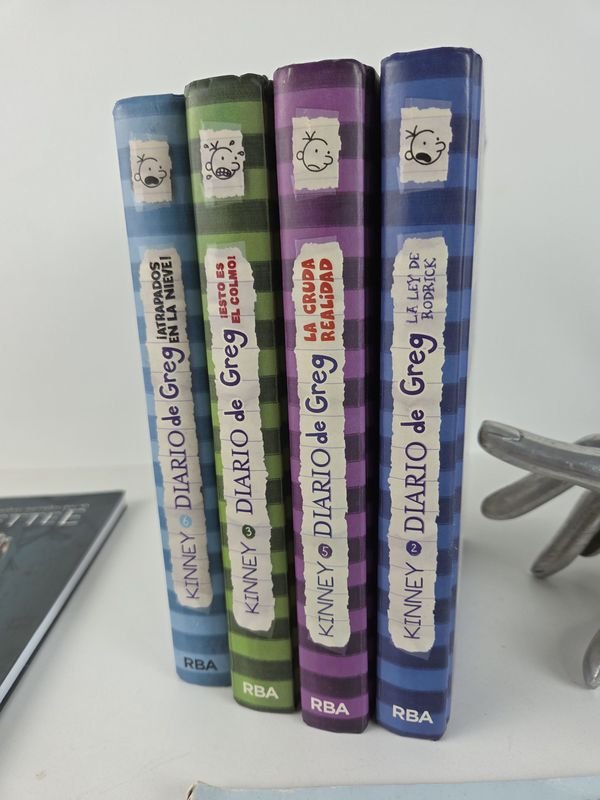 KINNEY 6 DIARIO de Greg
¡ATRAPADOS
EN LA NIEVE!
RBA
KINNEY 3 DIARIO de Greg
¡ESTO ES
EL COLMO!
RBA
KINNEY 5 DIARIO de Greg
LA CRUDA
REALIDAD
RBA
KINNEY 2 DIARIO de Greg
LA LEY DE
RODRICK
RBA